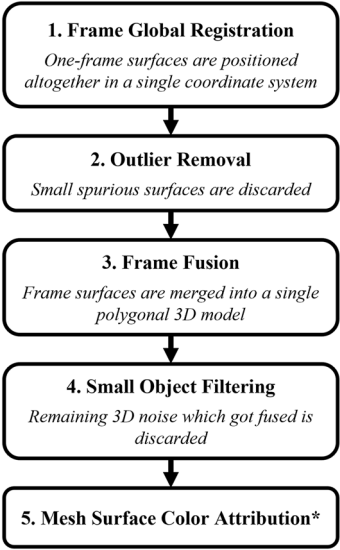 1. Frame Global Registration
One-frame surfaces are positioned
altogether in a single coordinate system
2. Outlier Removal
Small spurious surfaces are discarded
3. Frame Fusion
Frame surfaces are merged into a single
polygonal 3D model
4. Small Object Filtering
Remaining 3D noise which got fused is
discarded
5. Mesh Surface Color Attribution*